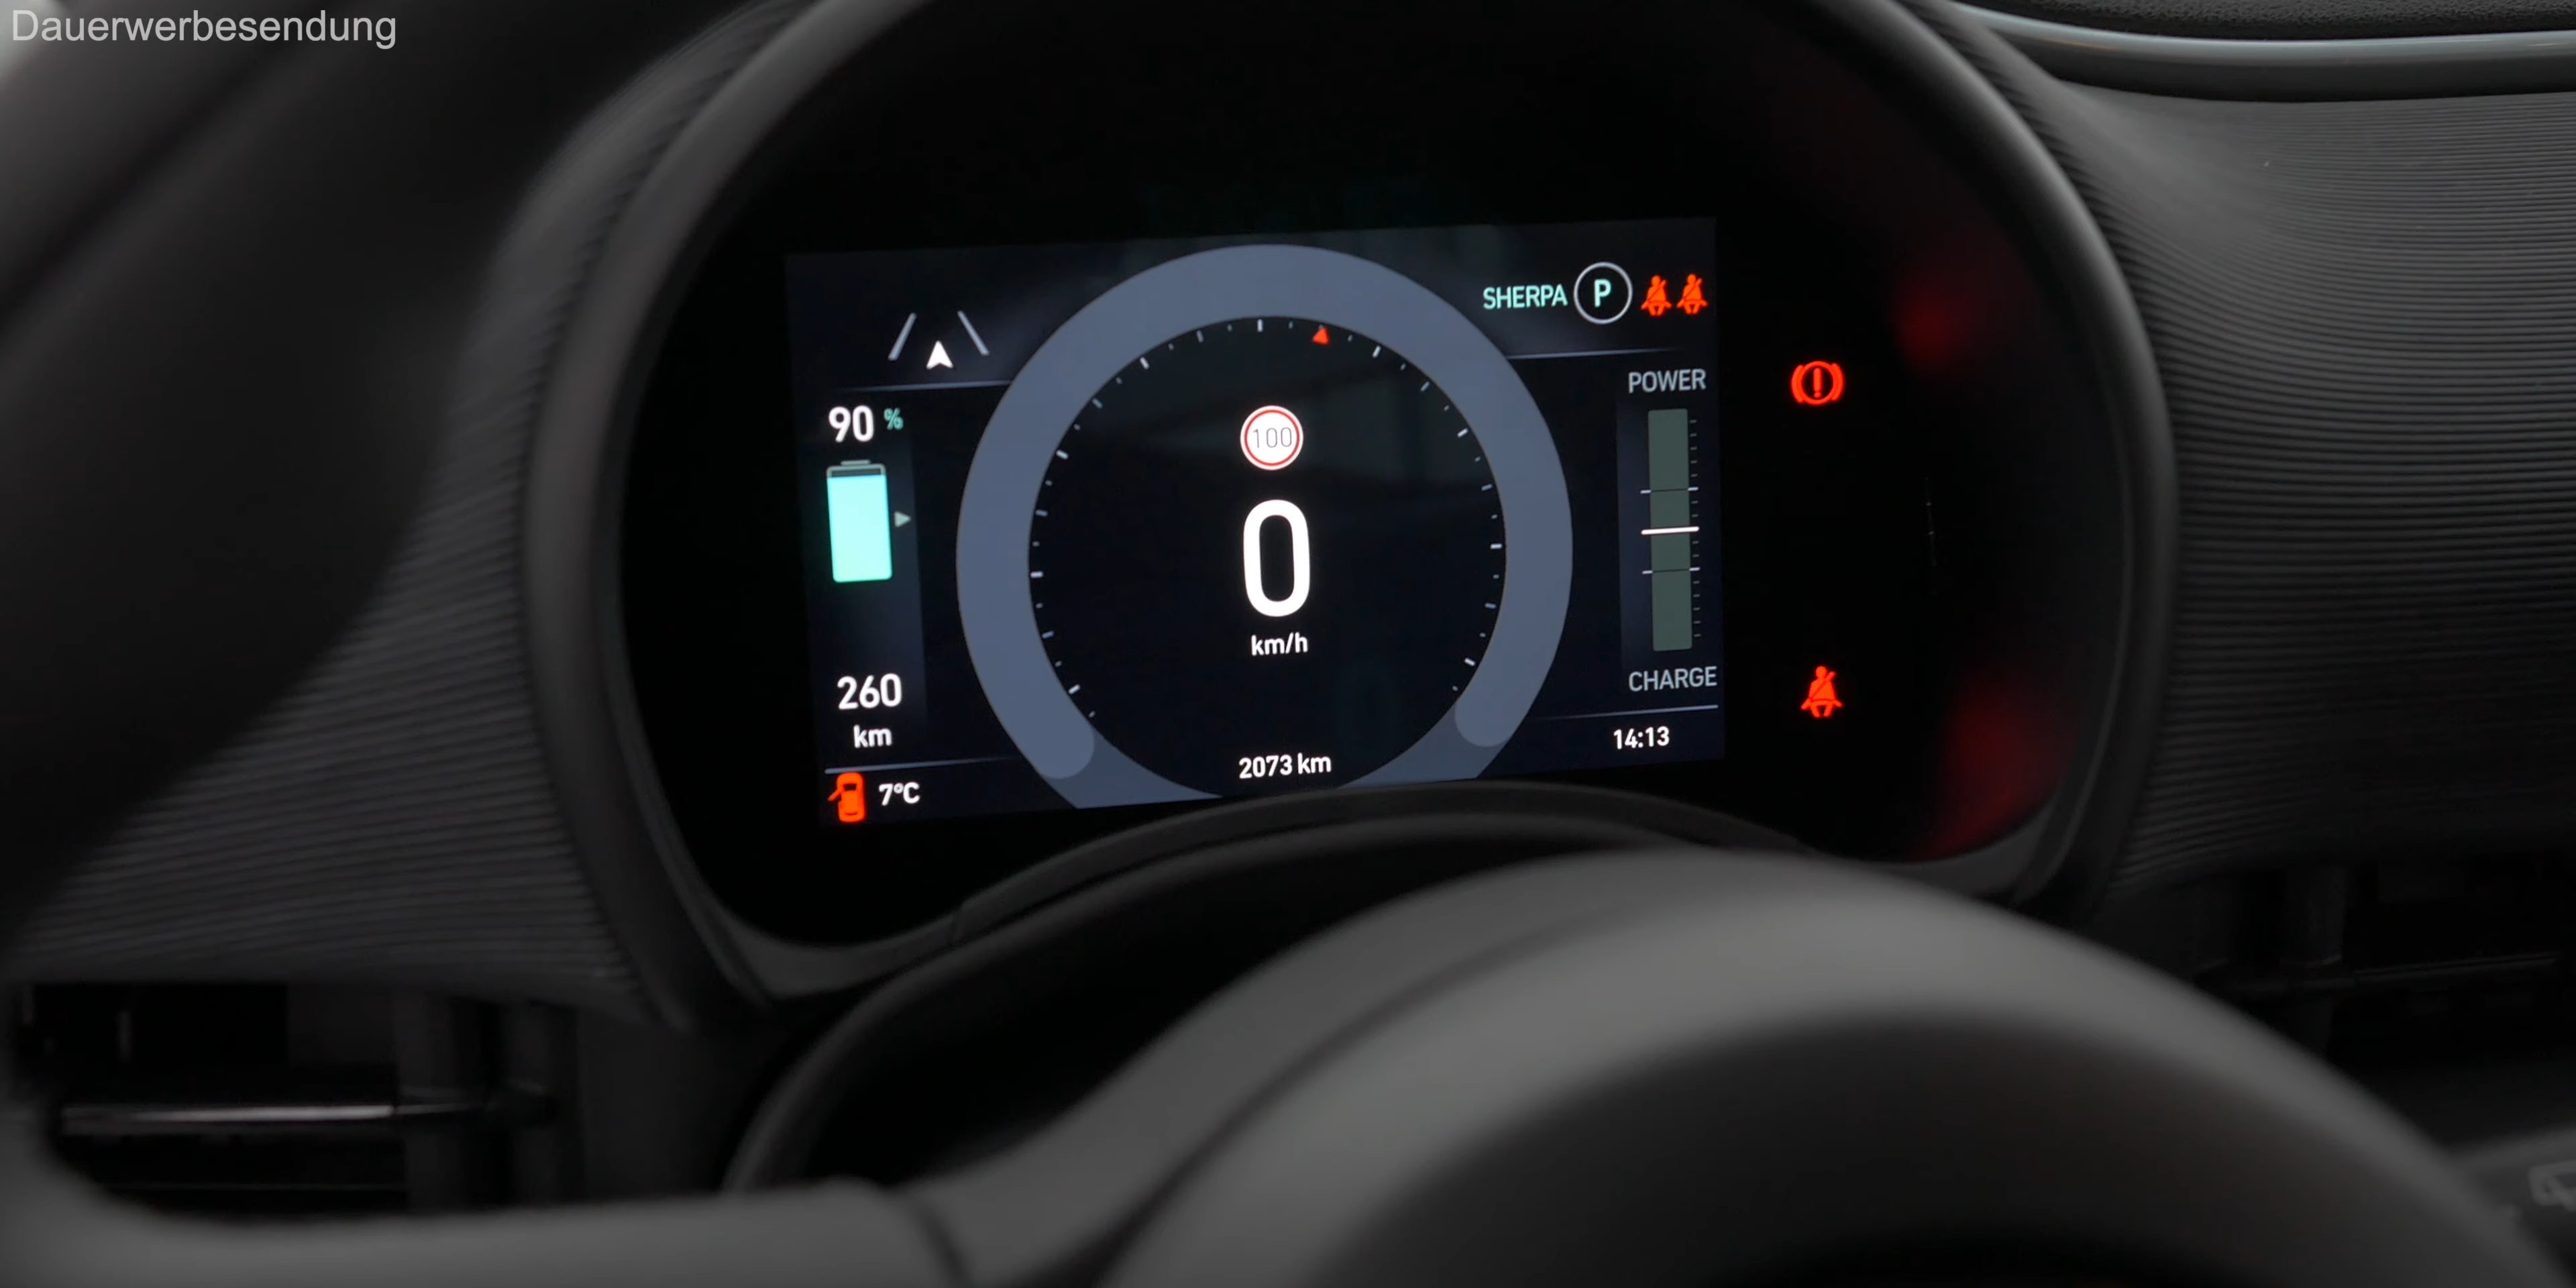 Dauerwerbesendung
SHERPA P
90 %
100
POWER
0
km/h
260
km
CHARGE
14:13
2073 km
7°C